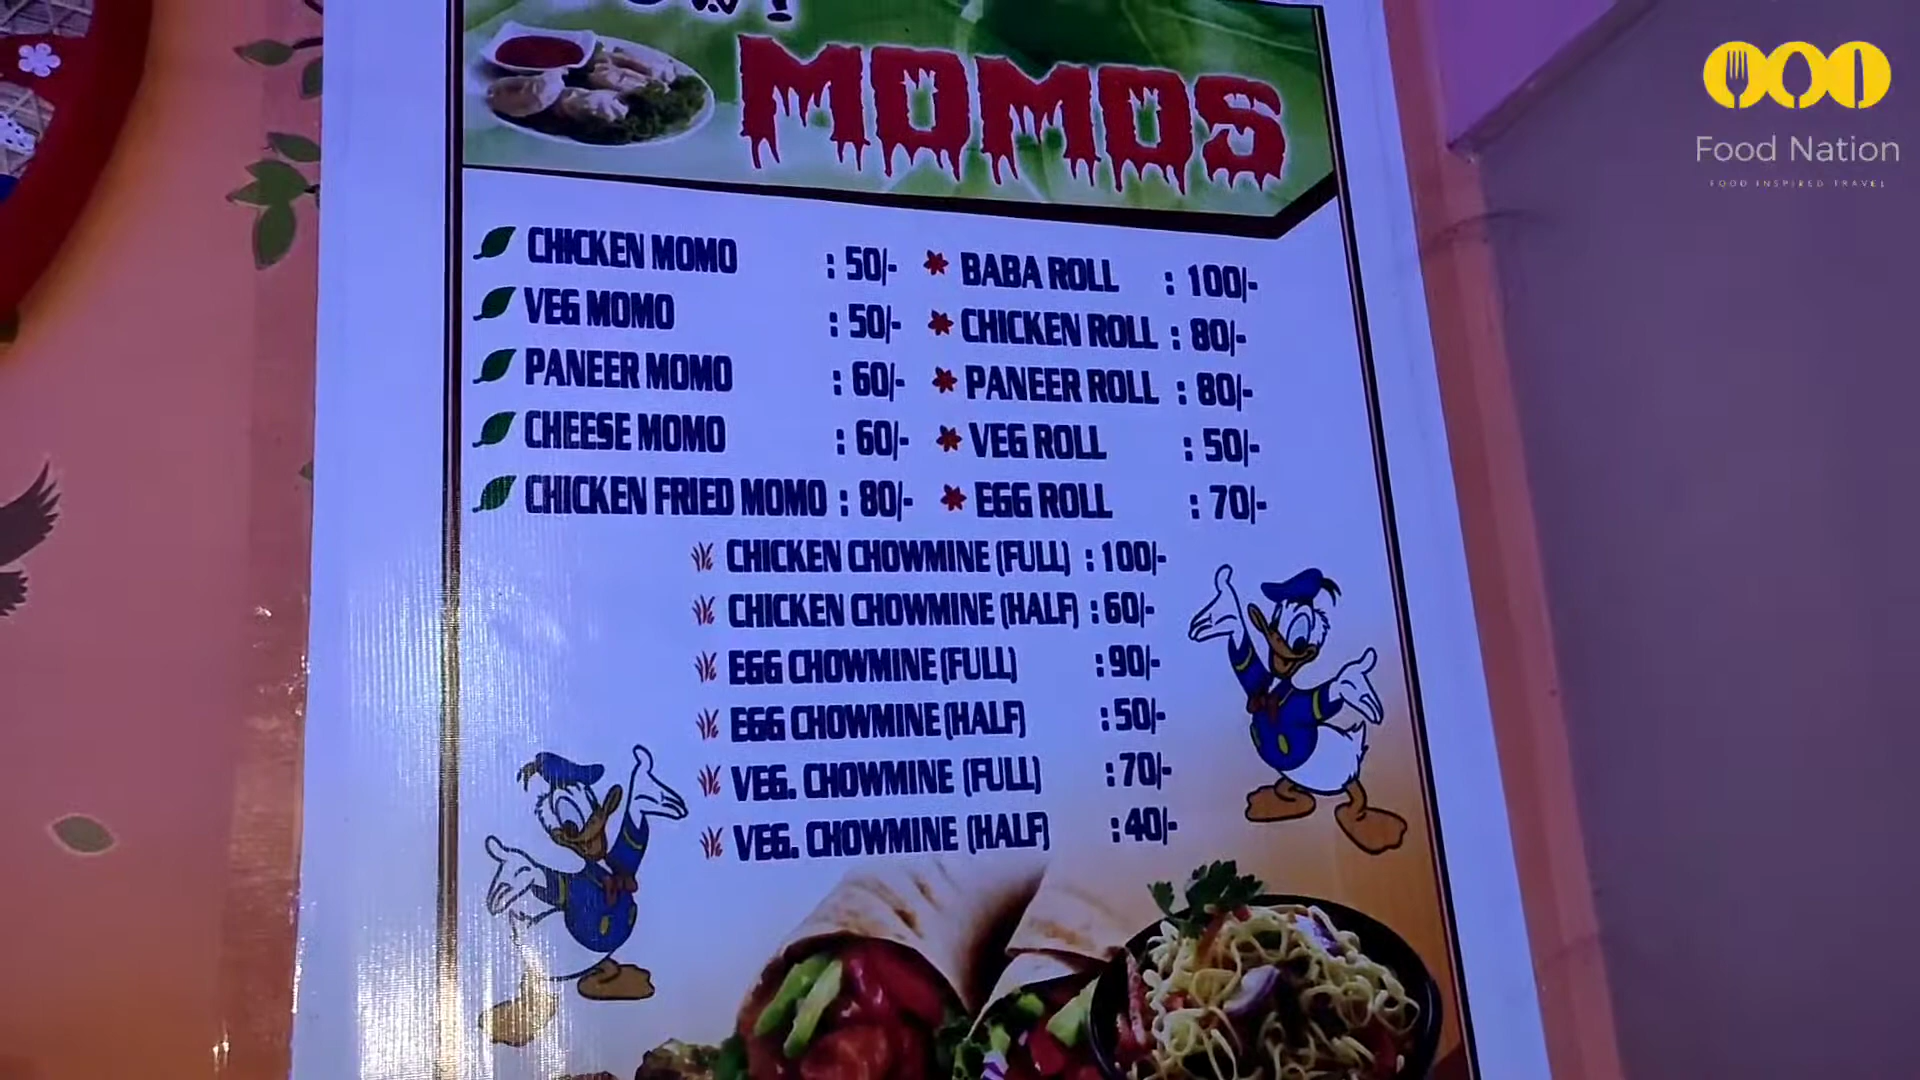 MOMOS
CHICKEN MOMO : 50/-
VEG MOMO : 50/-
PANEER MOMO : 60/-
CHEESE MOMO : 60/-
CHICKEN FRIED MOMO : 80/-
BABA ROLL : 100/-
CHICKEN ROLL : 80/-
PANEER ROLL : 80/-
VEG ROLL : 50/-
EGG ROLL : 70/-
CHICKEN CHOWMINE (FULL) : 100/-
CHICKEN CHOWMINE (HALF) : 60/-
EGG CHOWMINE (FULL) : 90/-
EGG CHOWMINE (HALF) : 50/-
VEG. CHOWMINE (FULL) : 70/-
VEG. CHOWMINE (HALF) : 40/-
Food Nation
FOOD INSPIRED TRAVEL